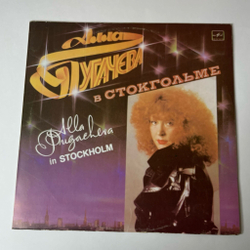 Алла
Пугачева
в СТОКГОЛЬМЕ
Alla
Pugacheva
in STOCKHOLM